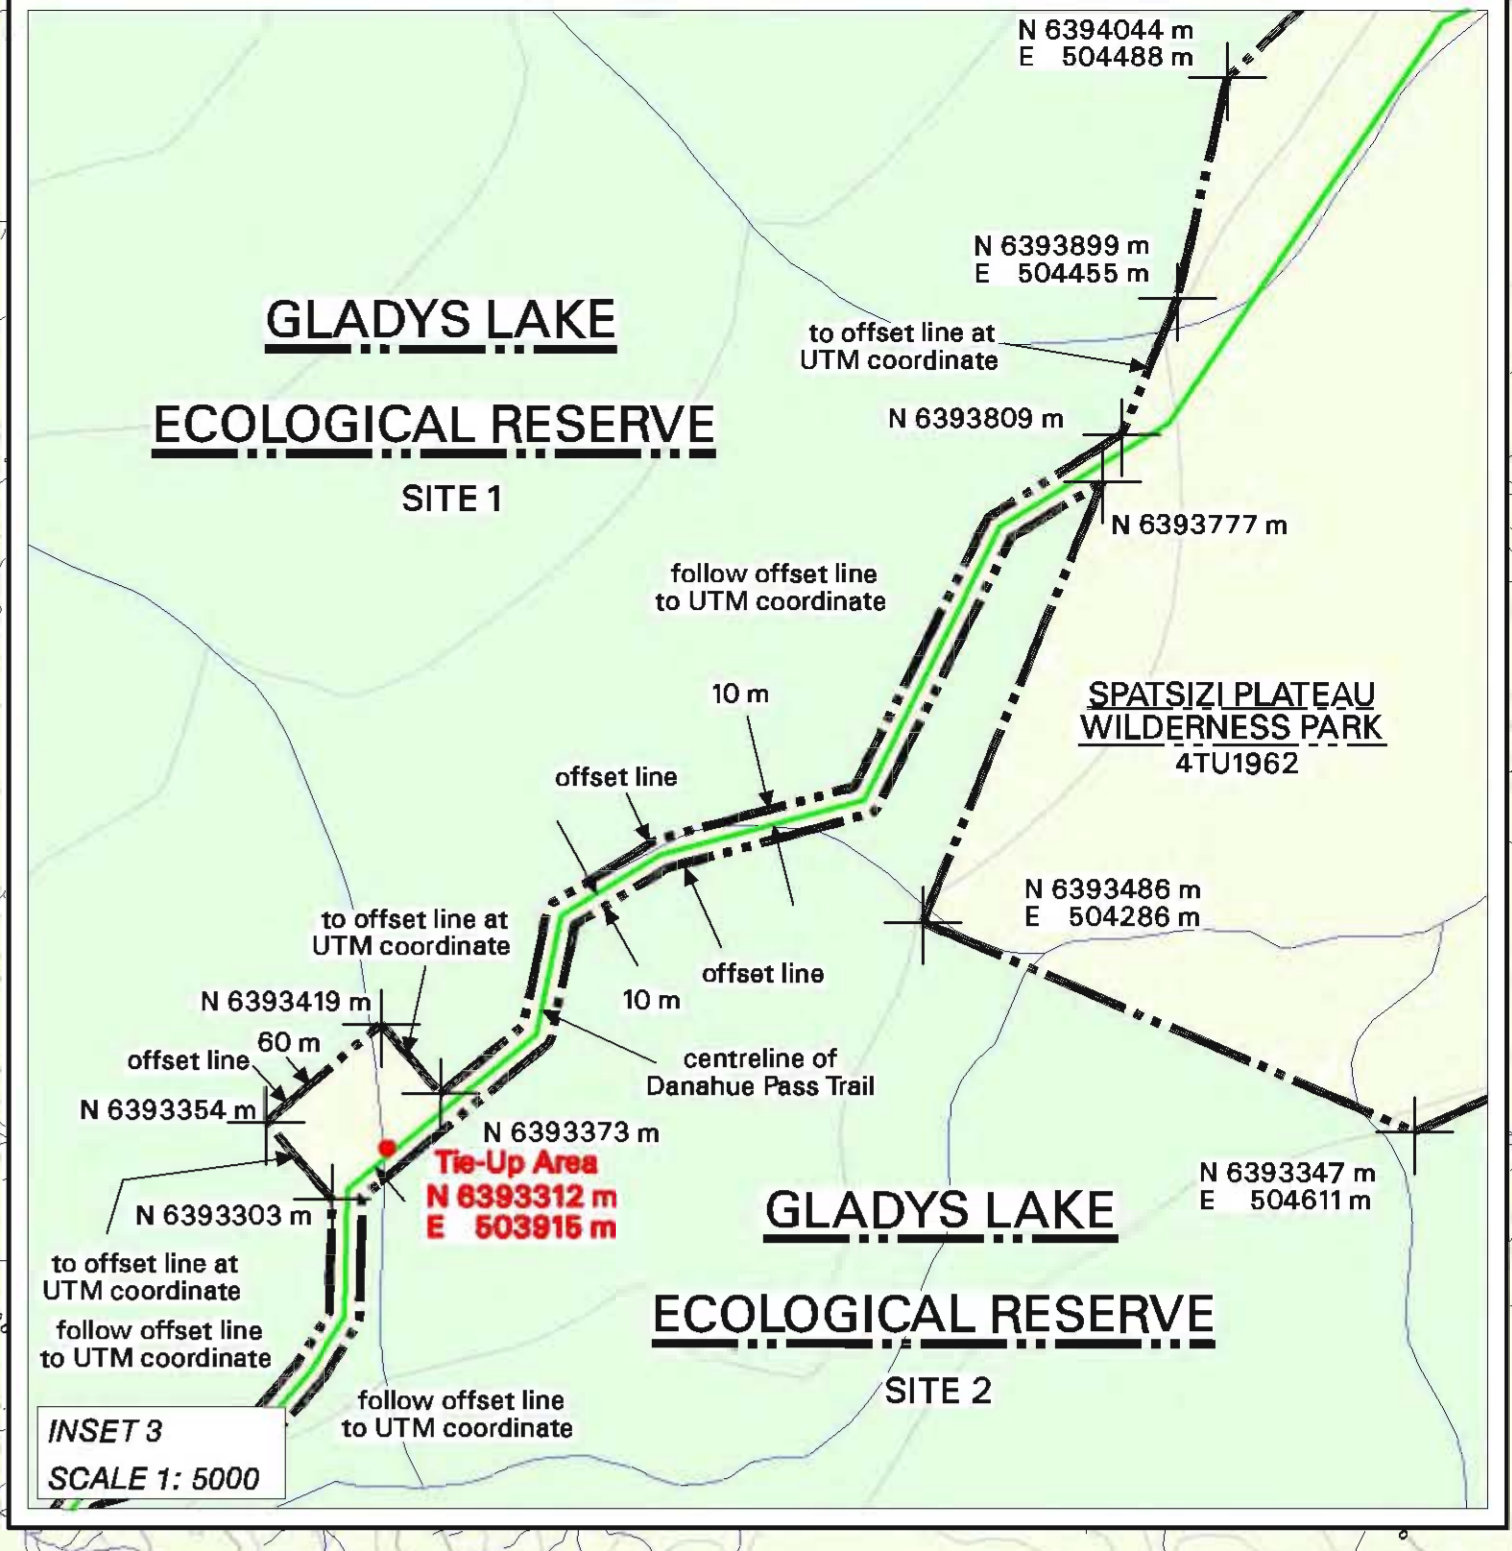 N 6394044 m
E 504488 m
N 6393899 m
E 504455 m
GLADYS LAKE
ECOLOGICAL RESERVE
SITE 1
to offset line at
UTM coordinate
N 6393809 m
N 6393777 m
follow offset line
to UTM coordinate
10 m
SPATSIZI PLATEAU
WILDERNESS PARK
4TU1962
offset line
to offset line at
UTM coordinate
N 6393486 m
E 504286 m
offset line
10 m
N 6393419 m
60 m
offset line
centreline of
Danahue Pass Trail
N 6393354 m
N 6393373 m
Tie-Up Area
N 6393312 m
E 503915 m
N 6393303 m
N 6393347 m
E 504611 m
GLADYS LAKE
ECOLOGICAL RESERVE
SITE 2
to offset line at
UTM coordinate
follow offset line
to UTM coordinate
follow offset line
to UTM coordinate
INSET 3
SCALE 1: 5000